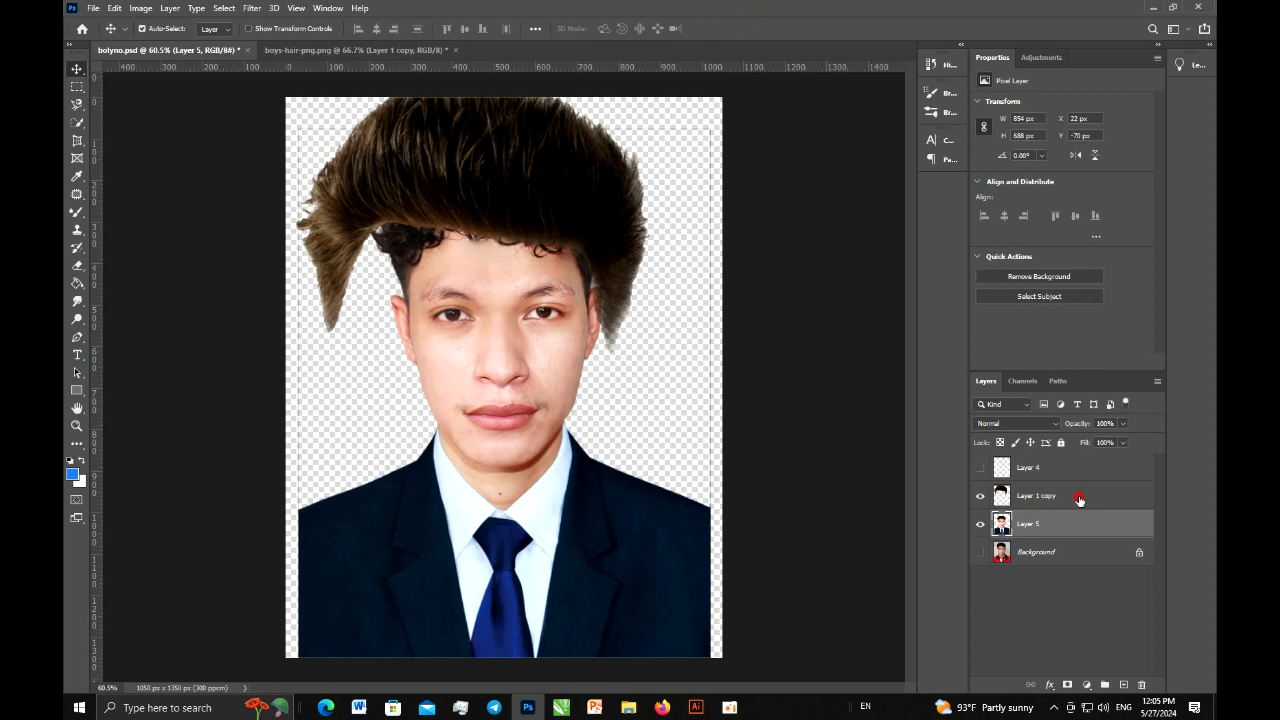 Ps File Edit Image Layer Type Select Filter 3D View Window Help
Auto-Select: Layer Show Transform Controls 3D Mode:
bolyno.psd @ 60.5% (Layer 5, RGB/8#) * × boys-hair-png.png @ 66.7% (Layer 1 copy, RGB/8) * ×
400 300 200 100 0 100 200 300 400 500 600 700 800 900 1000 1100 1200 1300 1400
Hi...
Br...
Br...
C...
Pa...
Le...
Properties Adjustments
Pixel Layer
Transform
W 854 px X 22 px
H 688 px Y -70 px
0.00°
Align and Distribute
Align:
Quick Actions
Remove Background
Select Subject
Layers Channels Paths
Kind
Normal Opacity: 100%
Lock: Fill: 100%
Layer 4
Layer 1 copy
Layer 5
Background
60.5% 1050 px x 1350 px (300 ppcm)
Type here to search
93°F Partly sunny
EN
12:05 PM
5/27/2024